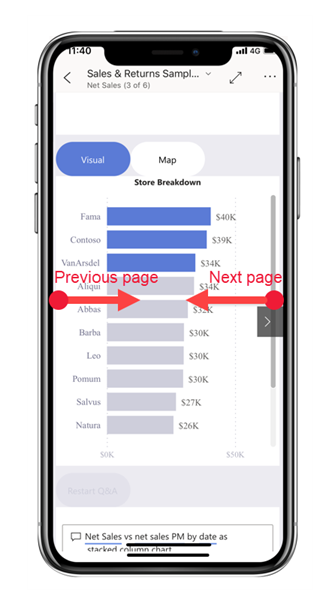 11:40 4G
Sales & Returns Sampl...
Net Sales (3 of 6)
Visual Map
Store Breakdown
Fama $40K
Contoso $39K
VanArsdel $34K
Previous page Next page
Aliqui $34K
Abbas $32K
Barba $30K
Leo $30K
Pomum $30K
Salvus $27K
Natura $26K
$0K $50K
Restart Q&A
Net Sales vs net sales PM by date as
stacked column chart